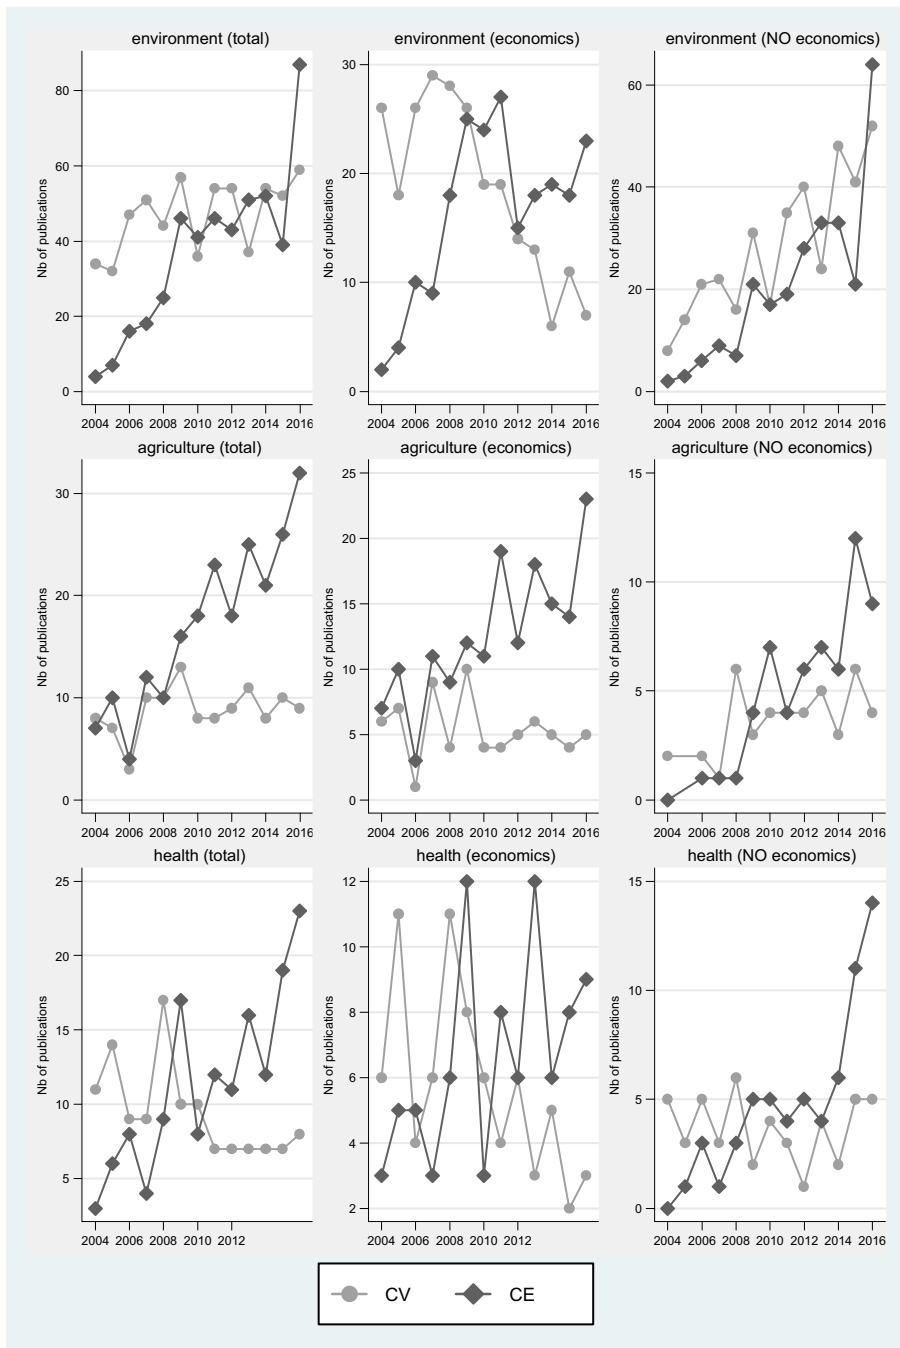 environment (total)
Nb of publications
80
60
40
20
0
2004 2006 2008 2010 2012 2014 2016
environment (economics)
Nb of publications
30
20
10
0
2004 2006 2008 2010 2012 2014 2016
environment (NO economics)
Nb of publications
60
40
20
0
2004 2006 2008 2010 2012 2014 2016
agriculture (total)
Nb of publications
30
20
10
0
2004 2006 2008 2010 2012 2014 2016
agriculture (economics)
Nb of publications
25
20
15
10
5
0
2004 2006 2008 2010 2012 2014 2016
agriculture (NO economics)
Nb of publications
15
10
5
0
2004 2006 2008 2010 2012 2014 2016
health (total)
Nb of publications
25
20
15
10
5
2004 2006 2008 2010 2012
health (economics)
Nb of publications
12
10
8
6
4
2
2004 2006 2008 2010 2012
health (NO economics)
Nb of publications
15
10
5
0
2004 2006 2008 2010 2012 2014 2016
CV CE